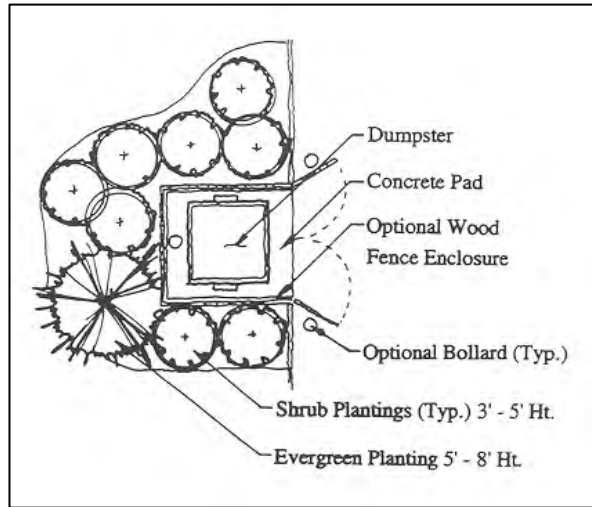 Dumpster
Concrete Pad
Optional Wood
Fence Enclosure
Optional Bollard (Typ.)
Shrub Plantings (Typ.) 3' - 5' Ht.
Evergreen Planting 5' - 8' Ht.